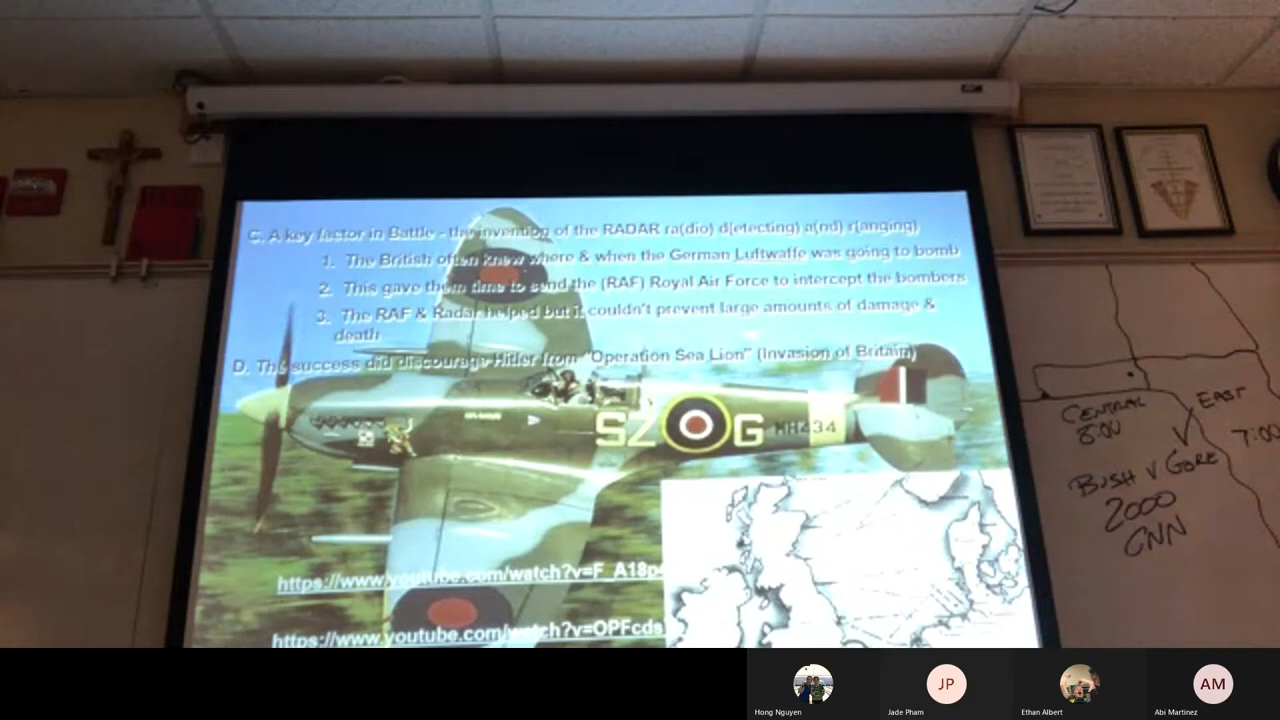 C. A key factor in Battle - the invention of the RADAR ra(dio) d(etecting) a(nd) r(anging)
1. The British often knew where & when the German Luftwaffe was going to bomb
2. This gave them time to send the (RAF) Royal Air Force to intercept the bombers
3. The RAF & Radar helped but it couldn't prevent large amounts of damage &
death
D. The success did discourage Hitler from "Operation Sea Lion" (Invasion of Britain)
SZ G MH434
https://www.youtube.com/watch?v=F_A18p
https://www.youtube.com/watch?v=OPFcds
CENTRAL
8:00
EAST
7:00
BUSH V GORE
2000
CNN
JP
AM
Hong Nguyen
Jade Pham
Ethan Albert
Abi Martinez